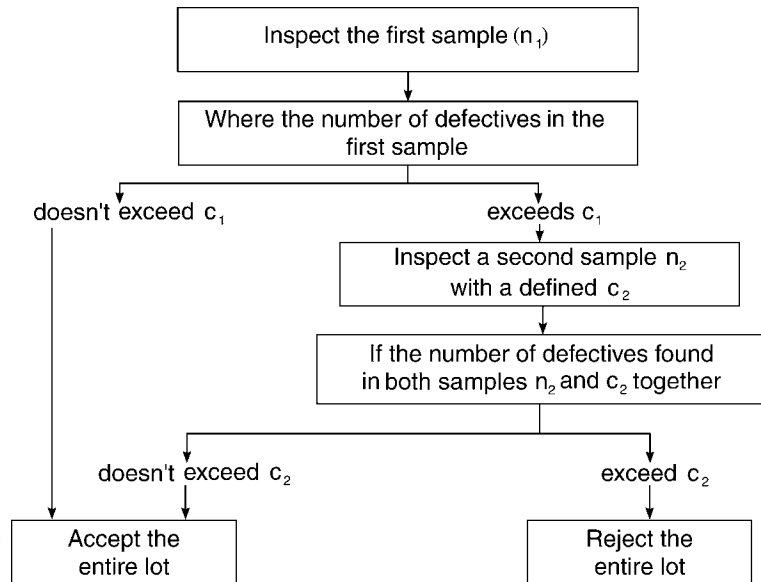 Inspect the first sample (n₁)
Where the number of defectives in the
first sample
doesn't exceed c₁
exceeds c₁
Inspect a second sample n₂
with a defined c₂
If the number of defectives found
in both samples n₂ and c₂ together
doesn't exceed c₂
exceed c₂
Accept the
entire lot
Reject the
entire lot